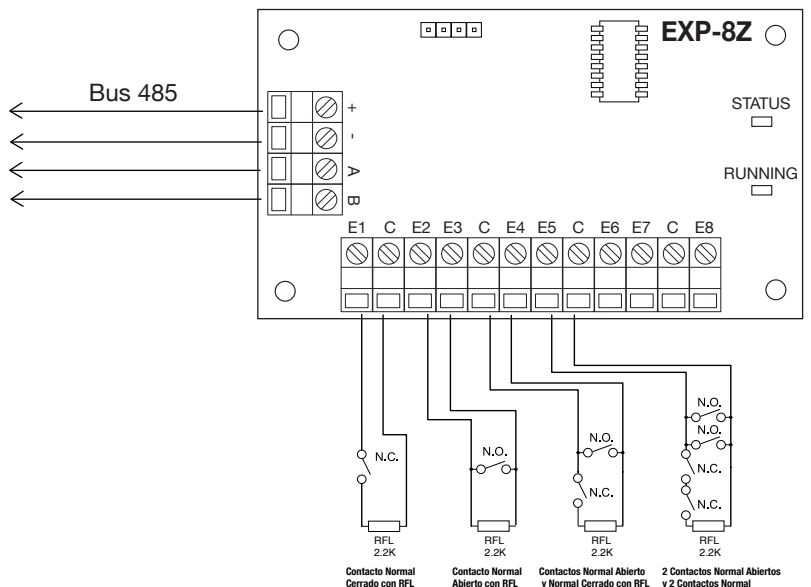 EXP-8Z
Bus 485
STATUS
RUNNING
+
-
A
B
E1 C E2 E3 C E4 E5 C E6 E7 C E8
N.C.
N.O.
N.O.
N.C.
N.O.
N.O.
N.C.
N.C.
RFL
2.2K
RFL
2.2K
RFL
2.2K
RFL
2.2K
Contacto Normal
Cerrado con RFL
Contacto Normal
Abierto con RFL
Contactos Normal Abierto
y Normal Cerrado con RFL
2 Contactos Normal Abiertos
y 2 Contactos Normal